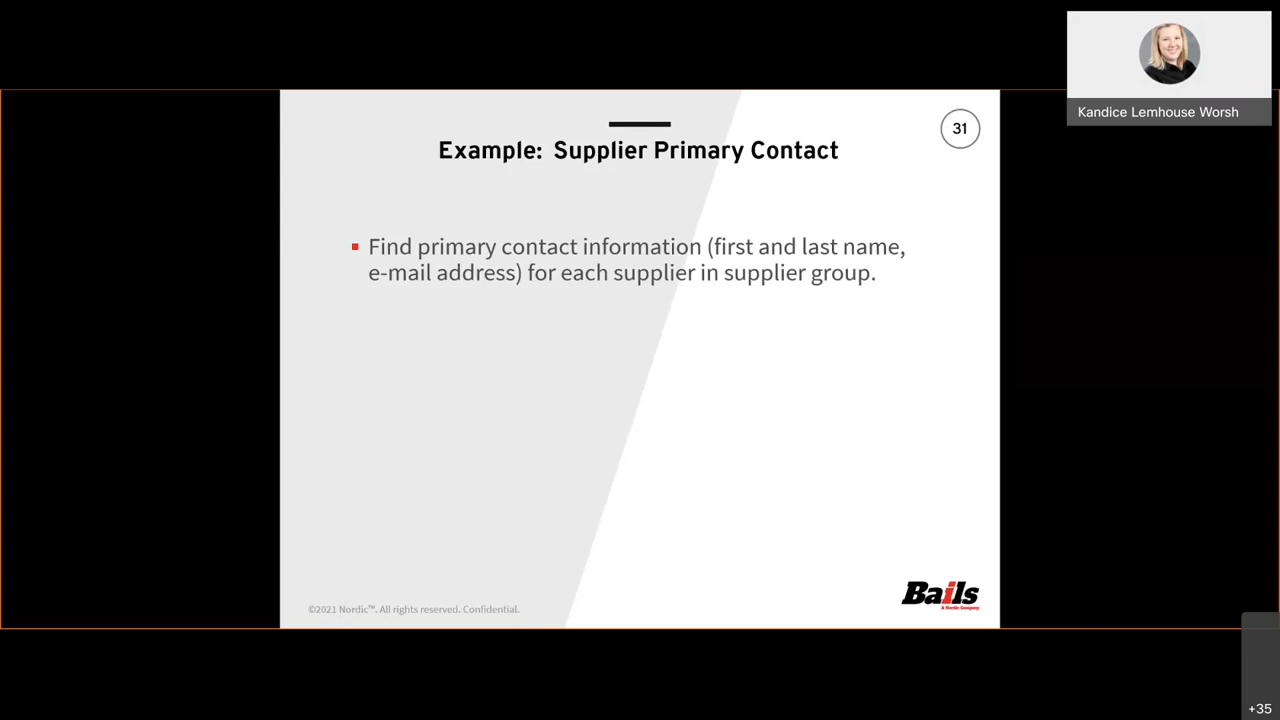 Kandice Lemhouse Worsh
31
Example: Supplier Primary Contact
Find primary contact information (first and last name,
e-mail address) for each supplier in supplier group.
©2021 Nordic™. All rights reserved. Confidential.
Bails
A Nordic Company
+35